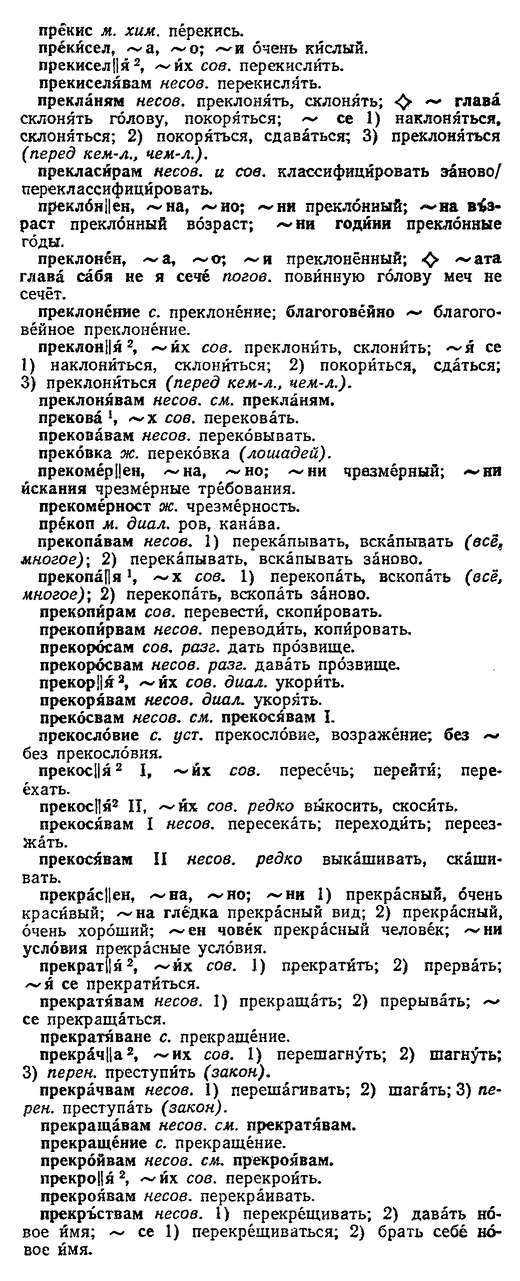 пре́кис м. хим. пе́рекись.
пре́ки́сел, ~а, ~о; ~и о́чень ки́слый.
прекисел||я́ ², ~и́х сов. перекисли́ть.
прекиселя́вам несов. перекисля́ть.
прекла́ням несов. преклоня́ть, склоня́ть; ◇ ~ глава́
склоня́ть го́лову, покоря́ться; ~ се 1) наклоня́ться,
склоня́ться; 2) покоря́ться, сдава́ться; 3) преклоня́ться
(перед кем-л., чем-л.).
прекласи́рам несов. и сов. классифици́ровать за́ново/
переклассифици́ровать.
прекло́н||ен, ~на, ~но; ~ни прекло́нный; ~на въ́з-
раст прекло́нный во́зраст; ~ни годи́ни прекло́нные
го́ды.
преклоне́н, ~а, ~о; ~и преклонённый; ◇ ~ата
глава́ са́бя не я сече́ погов. пови́нную го́лову меч не
сечёт.
преклоне́ние с. преклоне́ние; благогове́йно ~ благого-
ве́йное преклоне́ние.
преклон||я́ ², ~и́х сов. преклони́ть, склони́ть; ~я́ се
1) наклони́ться, склони́ться; 2) покори́ться, сда́ться;
3) преклони́ться (перед кем-л., чем-л.).
преклоня́вам несов. см. прекла́ням.
прекова́ ¹, ~х сов. перекова́ть.
прекова́вам несов. переко́вывать.
преко́вка ж. переко́вка (лошадей).
прекоме́р||ен, ~на, ~но; ~ни чрезме́рный; ~ни
и́скания чрезме́рные тре́бования.
прекоме́рност ж. чрезме́рность.
пре́коп м. диал. ров, кана́ва.
прекопа́вам несов. 1) перека́пывать, вска́пывать (всё,
многое); 2) перека́пывать, вска́пывать за́ново.
прекопа́||я ¹, ~х сов. 1) перекопа́ть, вскопа́ть (всё,
многое); 2) перекопа́ть, вскопа́ть за́ново.
прекопи́рам сов. перевести́, скопи́ровать.
прекопи́рвам несов. переводи́ть, копи́ровать.
прекоро́сам сов. разг. дать про́звище.
прекоро́свам несов. разг. дава́ть про́звище.
прекор||я́ ², ~и́х сов. диал. укори́ть.
прекоря́вам несов. диал. укоря́ть.
преко́свам несов. см. прекося́вам I.
прекосло́вие с. уст. прекосло́вие, возраже́ние; без ~
без прекосло́вия.
прекос||я́ ² I, ~и́х сов. пересе́чь; перейти́; пере-
е́хать.
прекос||я́² II, ~и́х сов. редко вы́косить, скоси́ть.
прекося́вам I несов. пересека́ть; переходи́ть; переез-
жа́ть.
прекося́вам II несов. редко выка́шивать, ска́ши-
вать.
прекра́с||ен, ~на, ~но; ~ни 1) прекра́сный, о́чень
краси́вый; ~на гле́дка прекра́сный вид; 2) прекра́сный,
о́чень хоро́ший; ~ен чове́к прекра́сный челове́к; ~ни
усло́вия прекра́сные усло́вия.
прекрат||я́ ², ~и́х сов. 1) прекрати́ть; 2) прерва́ть;
~я́ се прекрати́ться.
прекратя́вам несов. 1) прекраща́ть; 2) прерыва́ть; ~
се прекраща́ться.
прекратя́ване с. прекраще́ние.
прекра́ч||а ², ~их сов. 1) перешагну́ть; 2) шагну́ть;
3) перен. преступи́ть (закон).
прекра́чвам несов. 1) переша́гивать; 2) шага́ть; 3) пе-
рен. преступа́ть (закон).
прекраща́вам несов. см. прекратя́вам.
прекраще́ние с. прекраще́ние.
прекро́йвам несов. см. прекроя́вам.
прекро||я́ ², ~и́х сов. перекрои́ть.
прекроя́вам несов. перекра́ивать.
прекръ́ствам несов. 1) перекре́щивать; 2) дава́ть но́-
вое и́мя; ~ се 1) перекре́щиваться; 2) брать себе́ но́-
вое и́мя.